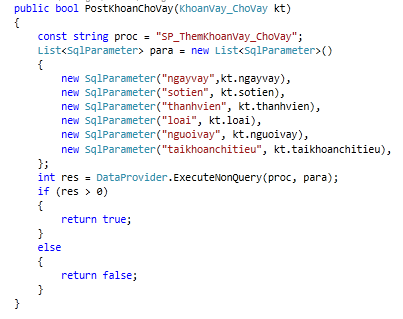 public bool PostKhoanChoVay(KhoanVay_ChoVay kt)
{
    const string proc = "SP_ThemKhoanVay_ChoVay";
    List<SqlParameter> para = new List<SqlParameter>()
    {
        new SqlParameter("ngayvay",kt.ngayvay),
        new SqlParameter("sotien", kt.sotien),
        new SqlParameter("thanhvien", kt.thanhvien),
        new SqlParameter("loai", kt.loai),
        new SqlParameter("nguoivay", kt.nguoivay),
        new SqlParameter("taikhoanchitieu", kt.taikhoanchitieu),
    };
    int res = DataProvider.ExecuteNonQuery(proc, para);
    if (res > 0)
    {
        return true;
    }
    else
    {
        return false;
    }
}